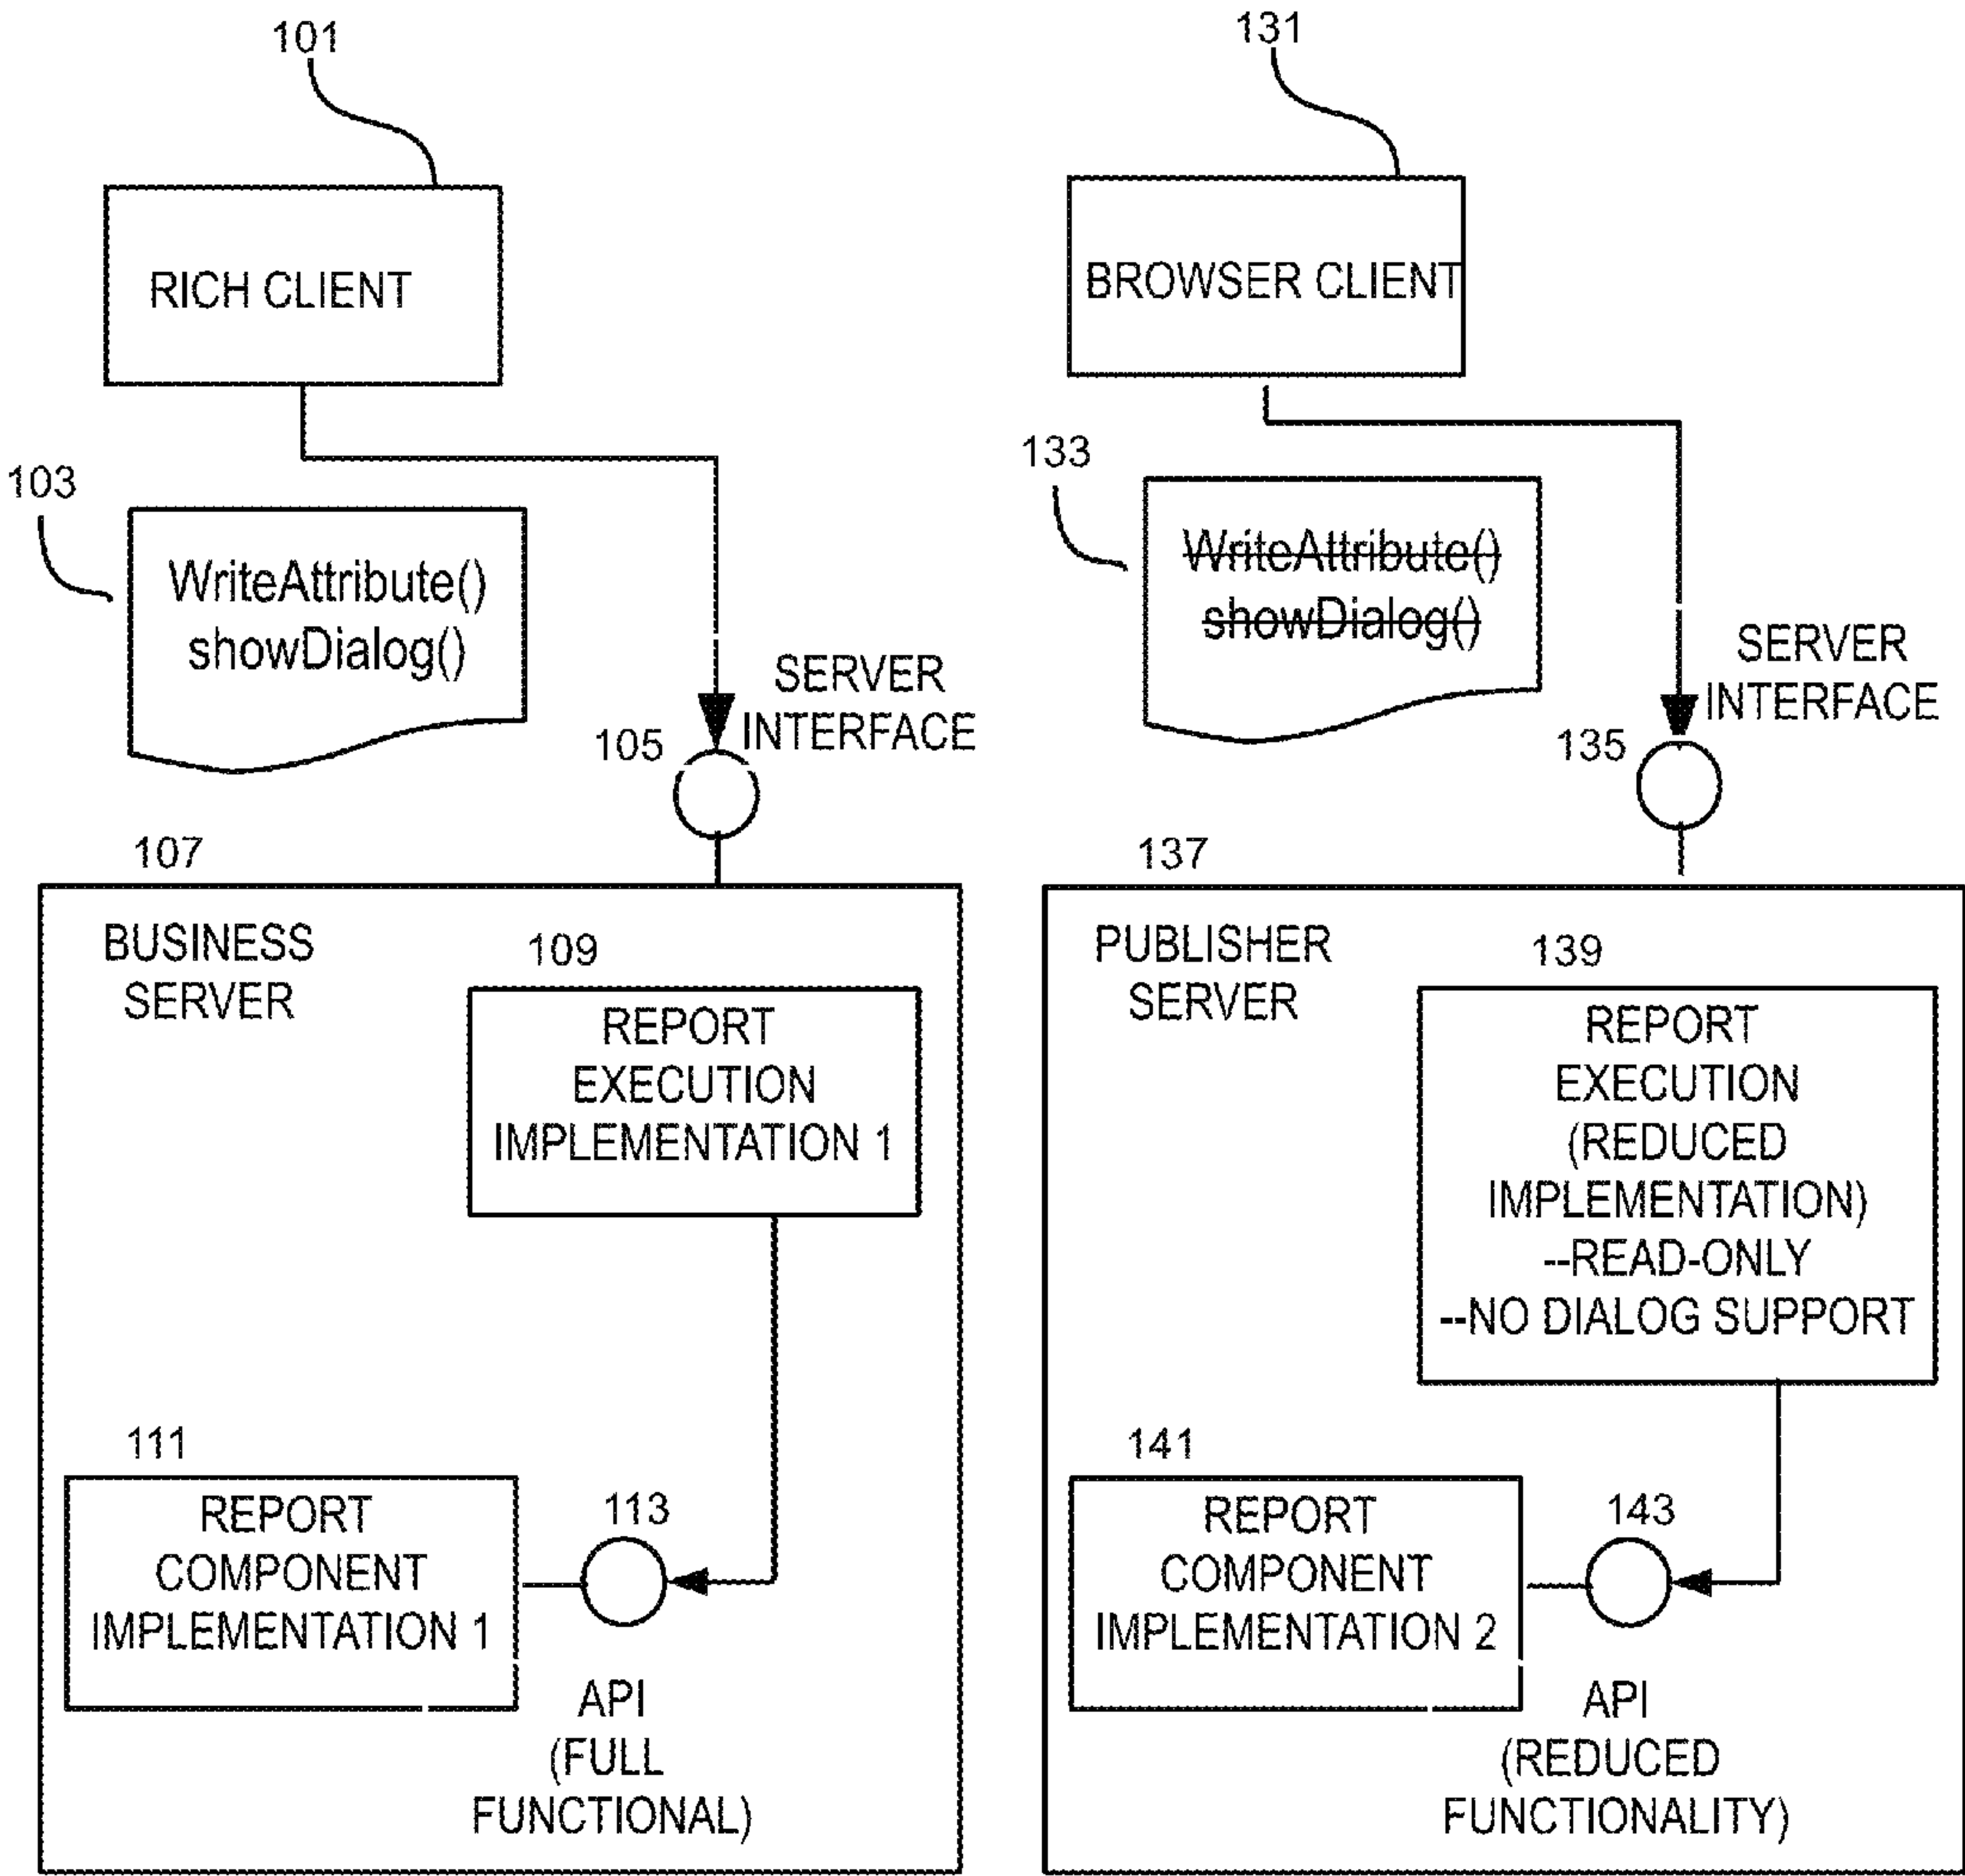 101
RICH CLIENT
103
WriteAttribute()
showDialog()
SERVER
INTERFACE
105
107
BUSINESS
SERVER
109
REPORT
EXECUTION
IMPLEMENTATION 1
111
REPORT
COMPONENT
IMPLEMENTATION 1
113
API
(FULL
FUNCTIONAL)
131
BROWSER CLIENT
133
WriteAttribute()
showDialog()
SERVER
INTERFACE
135
137
PUBLISHER
SERVER
139
REPORT
EXECUTION
(REDUCED
IMPLEMENTATION)
--READ-ONLY
--NO DIALOG SUPPORT
141
REPORT
COMPONENT
IMPLEMENTATION 2
143
API
(REDUCED
FUNCTIONALITY)